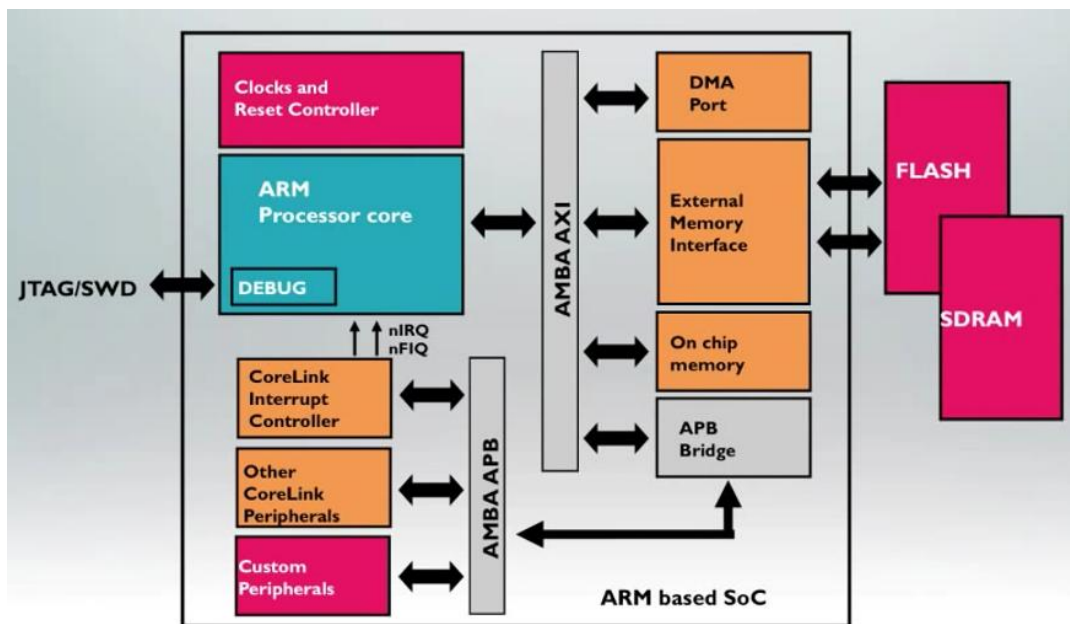 Clocks and
Reset Controller
ARM
Processor core
DEBUG
JTAG/SWD
nIRQ
nFIQ
CoreLink
Interrupt
Controller
Other
CoreLink
Peripherals
Custom
Peripherals
AMBA APB
AMBA AXI
DMA
Port
External
Memory
Interface
On chip
memory
APB
Bridge
FLASH
SDRAM
ARM based SoC